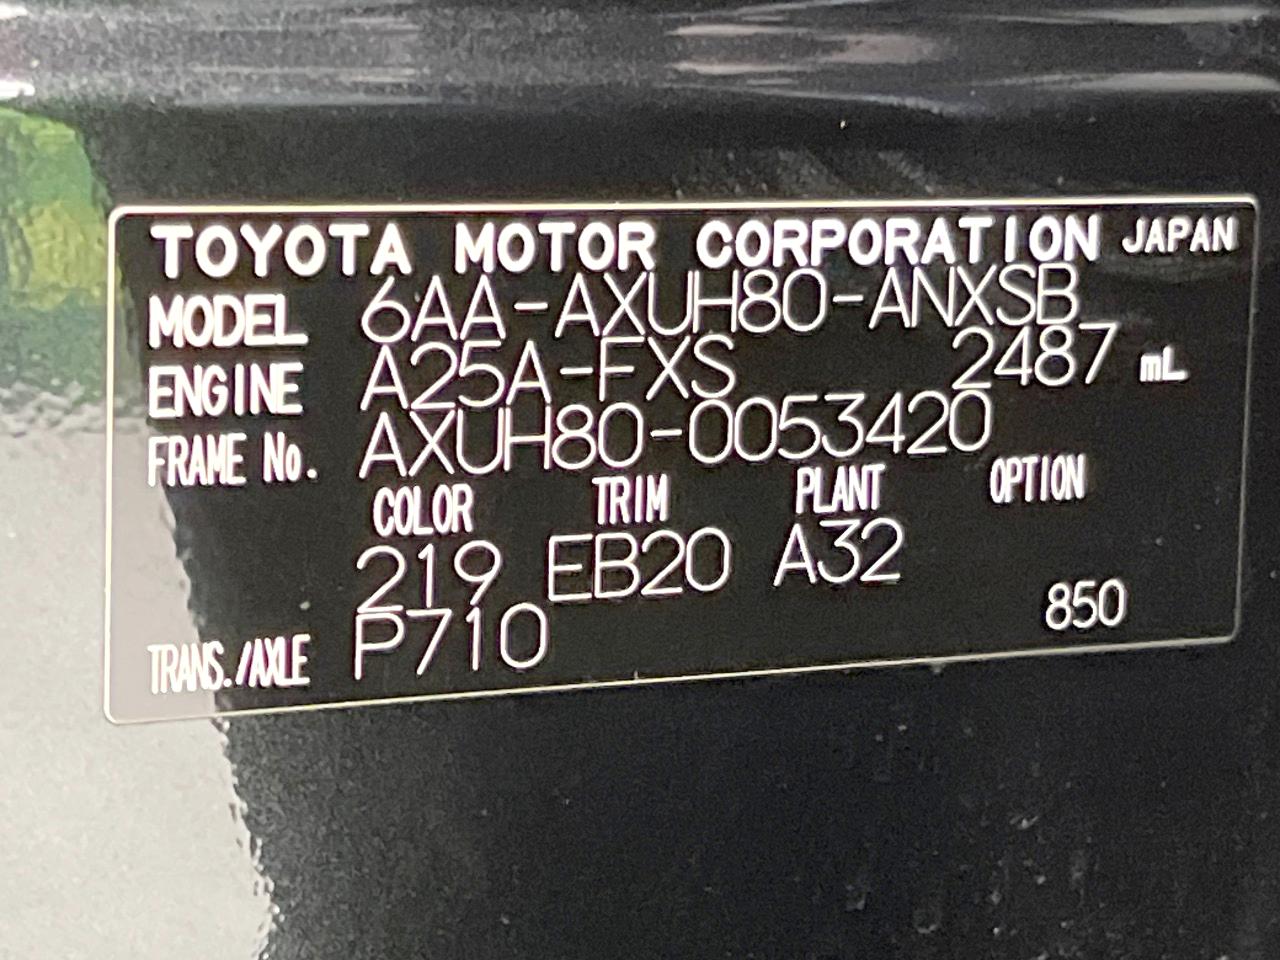 TOYOTA MOTOR CORPORATION JAPAN
MODEL 6AA-AXUH80-ANXSB
ENGINE A25A-FXS 2487 mL
FRAME No. AXUH80-0053420
COLOR TRIM PLANT OPTION
219 EB20 A32
TRANS./AXLE P710 850